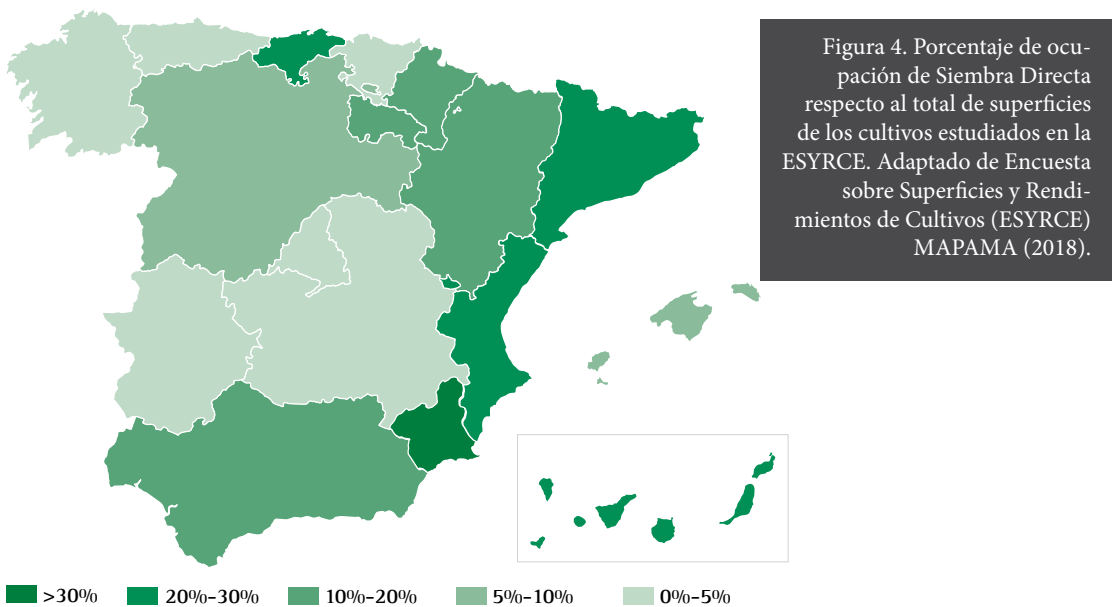 Figura 4. Porcentaje de ocu-
pación de Siembra Directa
respecto al total de superficies
de los cultivos estudiados en la
ESYRCE. Adaptado de Encuesta
sobre Superficies y Rendi-
mientos de Cultivos (ESYRCE)
MAPAMA (2018).
>30% 20%-30% 10%-20% 5%-10% 0%-5%